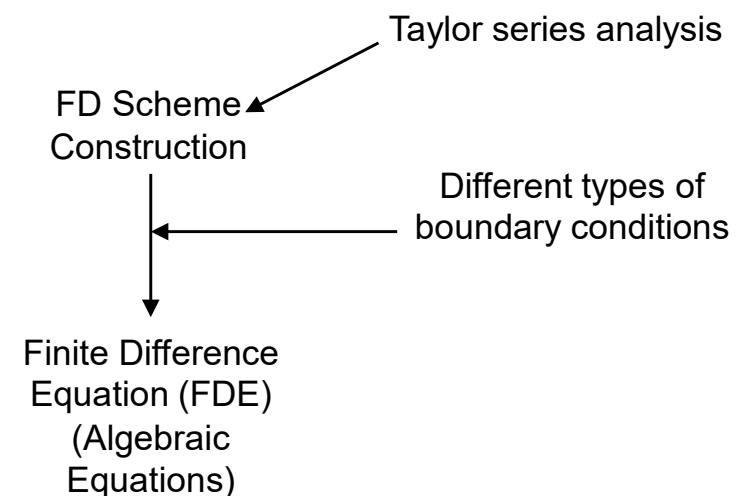 Taylor series analysis
FD Scheme
Construction
Different types of
boundary conditions
Finite Difference
Equation (FDE)
(Algebraic
Equations)